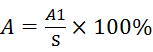 A = A1/S × 100%